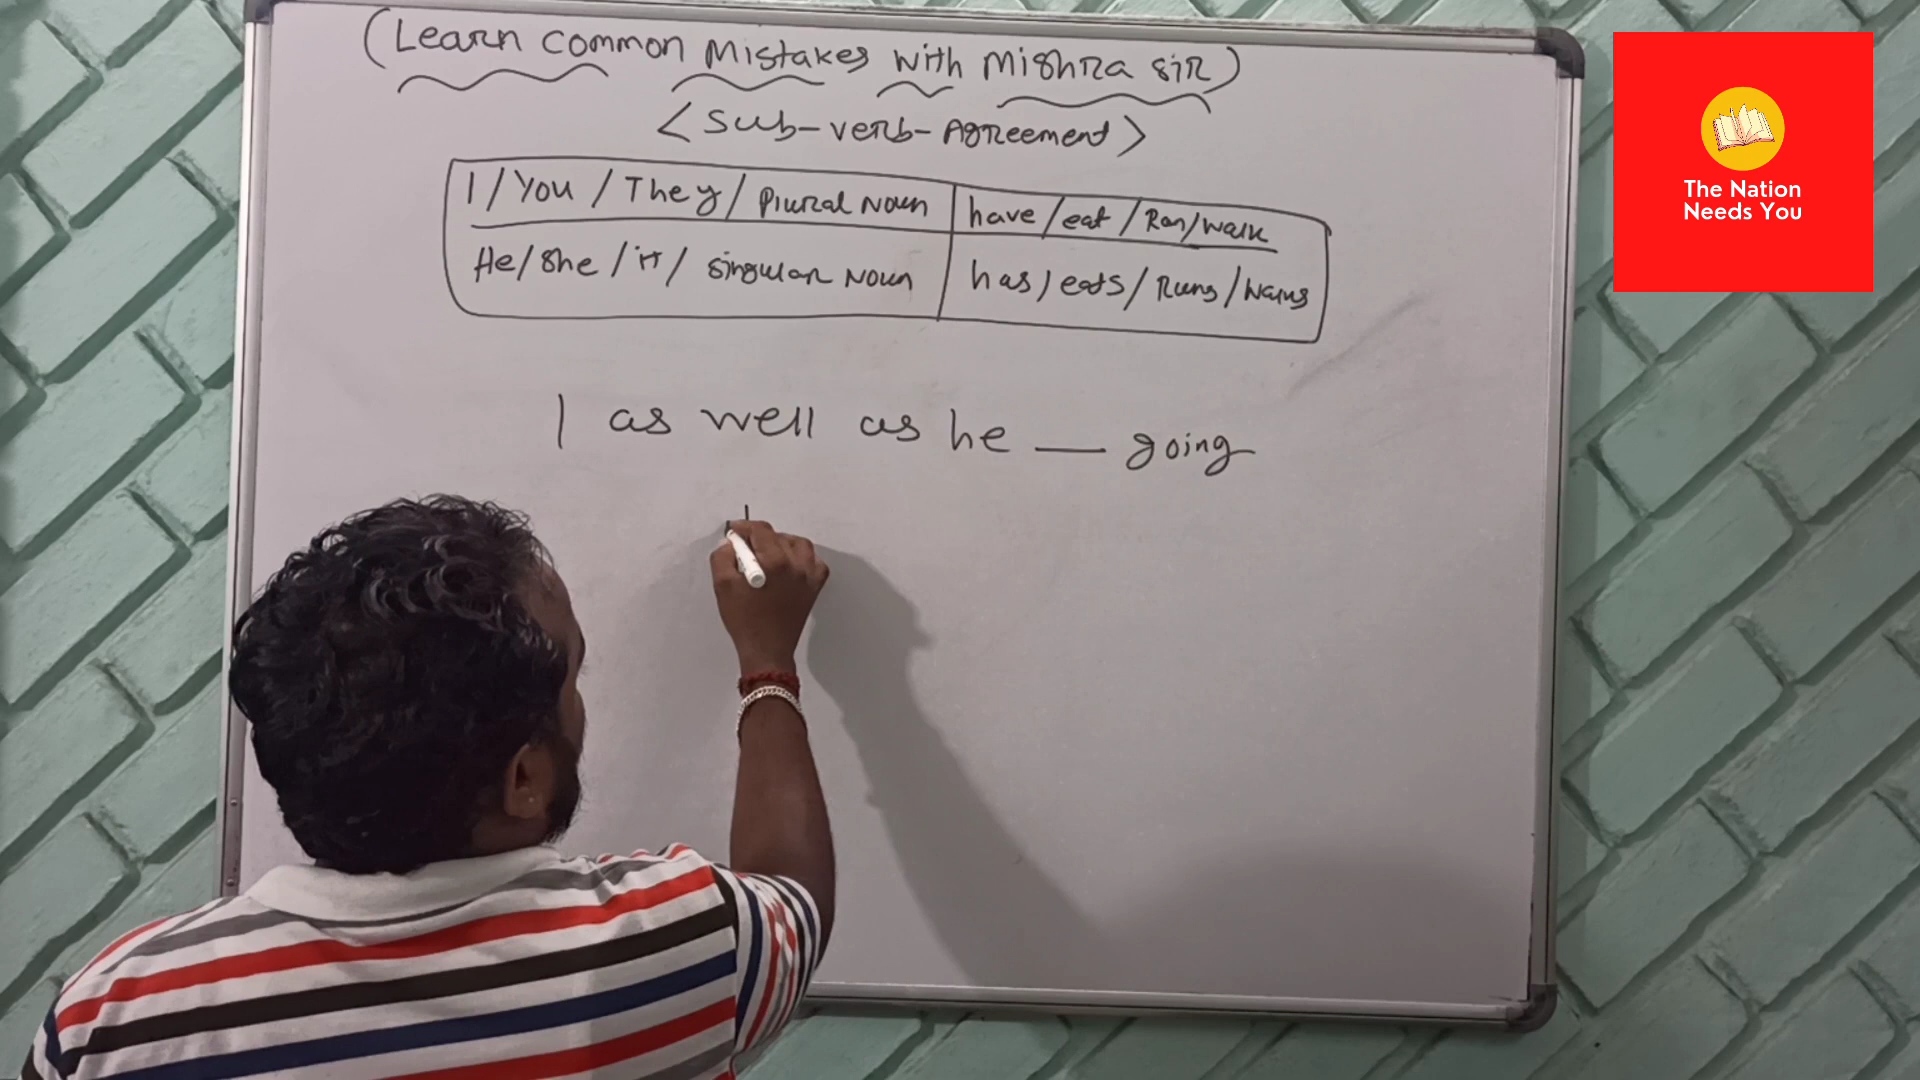 (Learn common Mistakes with Mishra sir)
<Sub-verb-Agreement>
I/You/They/Plural Noun have/eat/Run/walk
He/She/it/ singular Noun has/eats/Runs/walks
I as well as he __ going
The Nation
Needs You